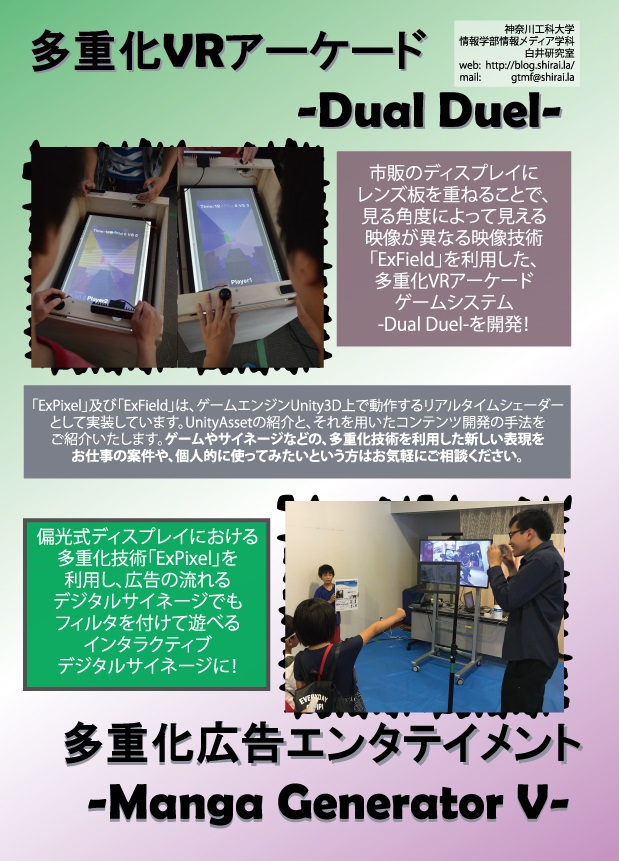 多重化VRアーケード
-Dual Duel-
神奈川工科大学
情報学部情報メディア学科
白井研究室
web: http://blog.shirai.la/
mail: gtmf@shirai.la
市販のディスプレイに
レンズ板を重ねることで、
見る角度によって見える
映像が異なる映像技術
「ExField」を利用した、
多重化VRアーケード
ゲームシステム
-Dual Duel-を開発!
Player2
Player1
「ExPixel」及び「ExField」は、ゲームエンジンUnity3D上で動作するリアルタイムシェーダー
として実装しています。UnityAssetの紹介と、それを用いたコンテンツ開発の手法を
ご紹介いたします。ゲームやサイネージなどの、多重化技術を利用した新しい表現を
お仕事の案件や、個人的に使ってみたいという方はお気軽にご相談ください。
偏光式ディスプレイにおける
多重化技術「ExPixel」を
利用し、広告の流れる
デジタルサイネージでも
フィルタを付けて遊べる
インタラクティブ
デジタルサイネージに!
EVERYDAY
多重化広告エンタテイメント
-Manga Generator V-